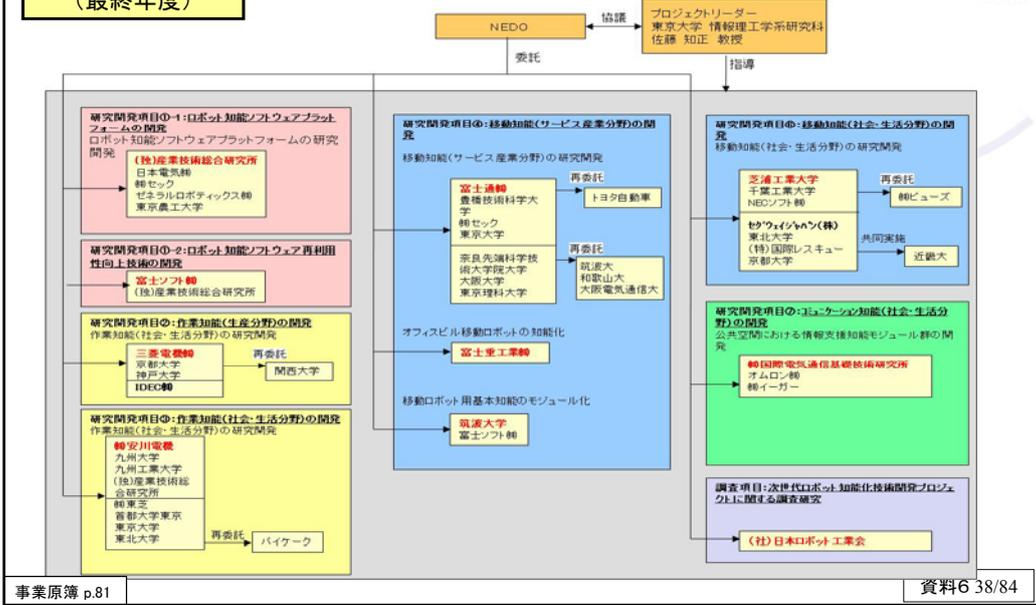 (最終年度)
NEDO
協議
プロジェクトリーダー
東京大学 情報理工学系研究科
佐藤 知正 教授
委託
指導
研究開発項目①-1:ロボット知能ソフトウェアプラット
フォームの開発
ロボット知能ソフトウェアプラットフォームの研究
開発
(独)産業技術総合研究所
日本電気㈱
㈱セック
ゼネラルロボティックス㈱
東京農工大学
研究開発項目①-2:ロボット知能ソフトウェア再利用
性向上技術の開発
富士ソフト㈱
(独)産業技術総合研究所
研究開発項目②:作業知能(生産分野)の開発
作業知能(社会・生活分野)の研究開発
三菱電機㈱
京都大学
神戸大学
IDEC㈱
再委託
関西大学
研究開発項目③:作業知能(社会・生活分野)の開発
作業知能(社会・生活分野)の研究開発
㈱安川電機
九州大学
九州工業大学
(独)産業技術総
合研究所
㈱東芝
首都大学東京
東京大学
東北大学
再委託
パイケーク
研究開発項目④:移動知能(サービス産業分野)の開
発
移動知能(サービス産業分野)の研究開発
富士通㈱
豊橋技術科学大
学
㈱セック
東京大学
再委託
トヨタ自動車
奈良先端科学技
術大学院大学
大阪大学
東京理科大学
再委託
筑波大
和歌山大
大阪電気通信大
オフィスビル移動ロボットの知能化
富士重工業㈱
移動ロボット用基本知能のモジュール化
筑波大学
富士ソフト㈱
研究開発項目⑥:移動知能(社会・生活分野)の開
発
移動知能(社会・生活分野)の研究開発
芝浦工業大学
千葉工業大学
NECソフト㈱
再委託
㈱ビューズ
セグウェイジャパン(株)
東北大学
(特)国際レスキュー
京都大学
共同実施
近畿大
研究開発項目⑦:コミュニケーション知能(社会・生活分
野)の開発
公共空間における情報支援知能モジュール群の開
発
㈱国際電気通信基礎技術研究所
オムロン㈱
㈱イーガー
調査項目:次世代ロボット知能化技術開発プロジェ
クトに関する調査研究
(社)日本ロボット工業会
事業原簿 p.81
資料6 38/84